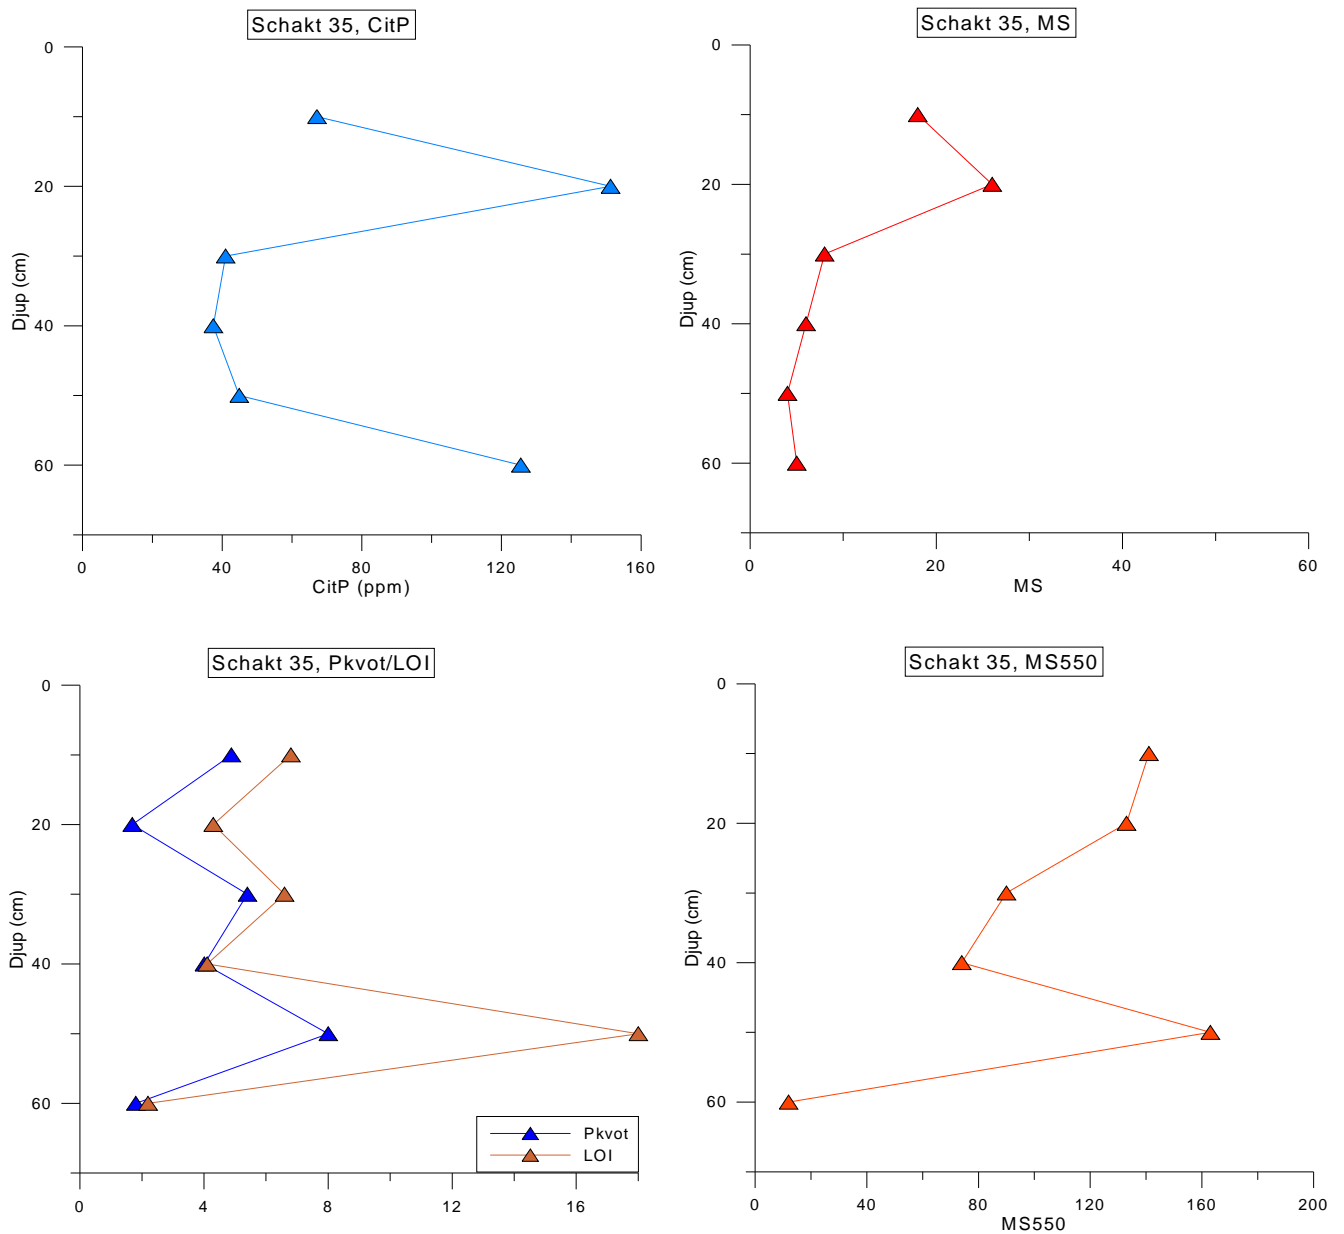 Schakt 35, CitP
0
20
40
60
Djup (cm)
0 40 80 120 160
CitP (ppm)
Schakt 35, MS
0
20
40
60
Djup (cm)
0 20 40 60
MS
Schakt 35, Pkvot/LOI
0
20
40
60
Djup (cm)
Pkvot
LOI
0 4 8 12 16
Schakt 35, MS550
0
20
40
60
Djup (cm)
0 40 80 120 160 200
MS550